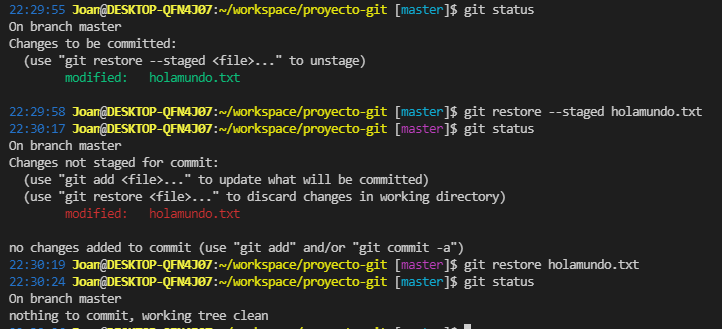 22:29:55 Joan@DESKTOP-QFN4J07:~/workspace/proyecto-git [master]$ git status
On branch master
Changes to be committed:
  (use "git restore --staged <file>..." to unstage)
        modified:   holamundo.txt

22:29:58 Joan@DESKTOP-QFN4J07:~/workspace/proyecto-git [master]$ git restore --staged holamundo.txt
22:30:17 Joan@DESKTOP-QFN4J07:~/workspace/proyecto-git [master]$ git status
On branch master
Changes not staged for commit:
  (use "git add <file>..." to update what will be committed)
  (use "git restore <file>..." to discard changes in working directory)
        modified:   holamundo.txt

no changes added to commit (use "git add" and/or "git commit -a")
22:30:19 Joan@DESKTOP-QFN4J07:~/workspace/proyecto-git [master]$ git restore holamundo.txt
22:30:24 Joan@DESKTOP-QFN4J07:~/workspace/proyecto-git [master]$ git status
On branch master
nothing to commit, working tree clean